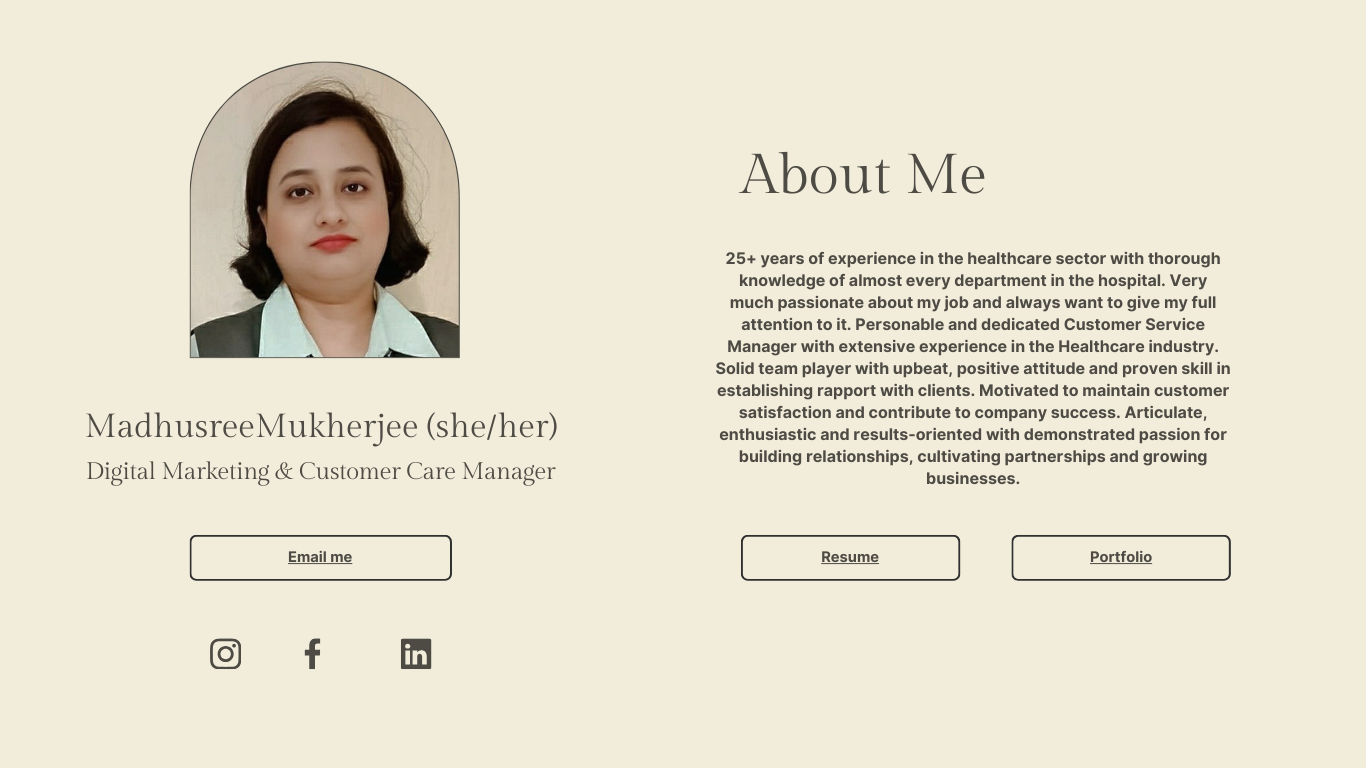 MadhusreeMukherjee (she/her)
Digital Marketing & Customer Care Manager
Email me
About Me
25+ years of experience in the healthcare sector with thorough
knowledge of almost every department in the hospital. Very
much passionate about my job and always want to give my full
attention to it. Personable and dedicated Customer Service
Manager with extensive experience in the Healthcare industry.
Solid team player with upbeat, positive attitude and proven skill in
establishing rapport with clients. Motivated to maintain customer
satisfaction and contribute to company success. Articulate,
enthusiastic and results-oriented with demonstrated passion for
building relationships, cultivating partnerships and growing
businesses.
Resume
Portfolio